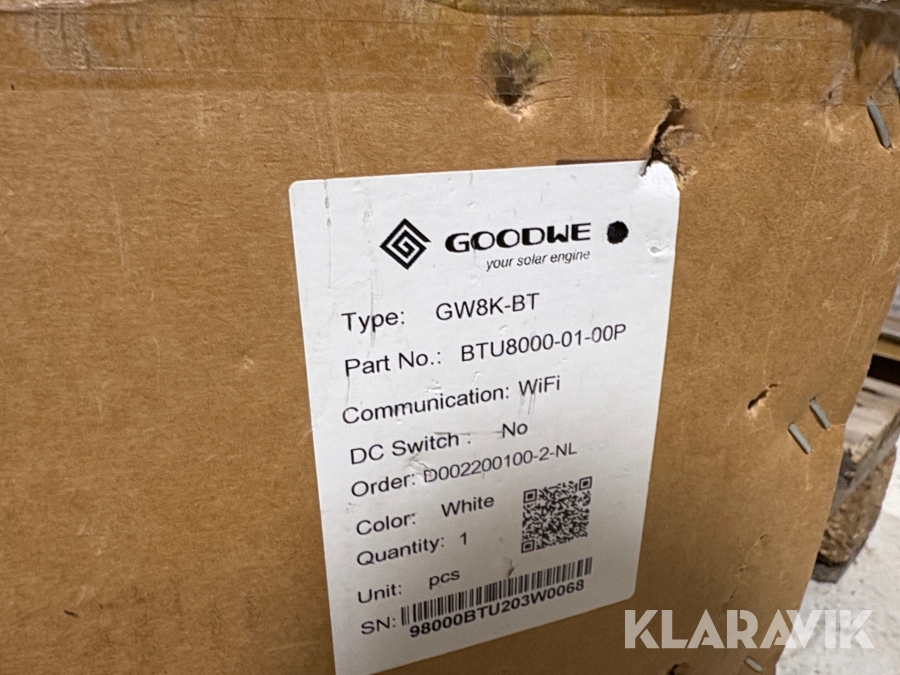 GOODWE
your solar engine
Type: GW8K-BT
Part No.: BTU8000-01-00P
Communication: WiFi
DC Switch : No
Order: D002200100-2-NL
Color: White
Quantity: 1
Unit: pcs
SN: 98000BTU203W0068
KLARAVIK